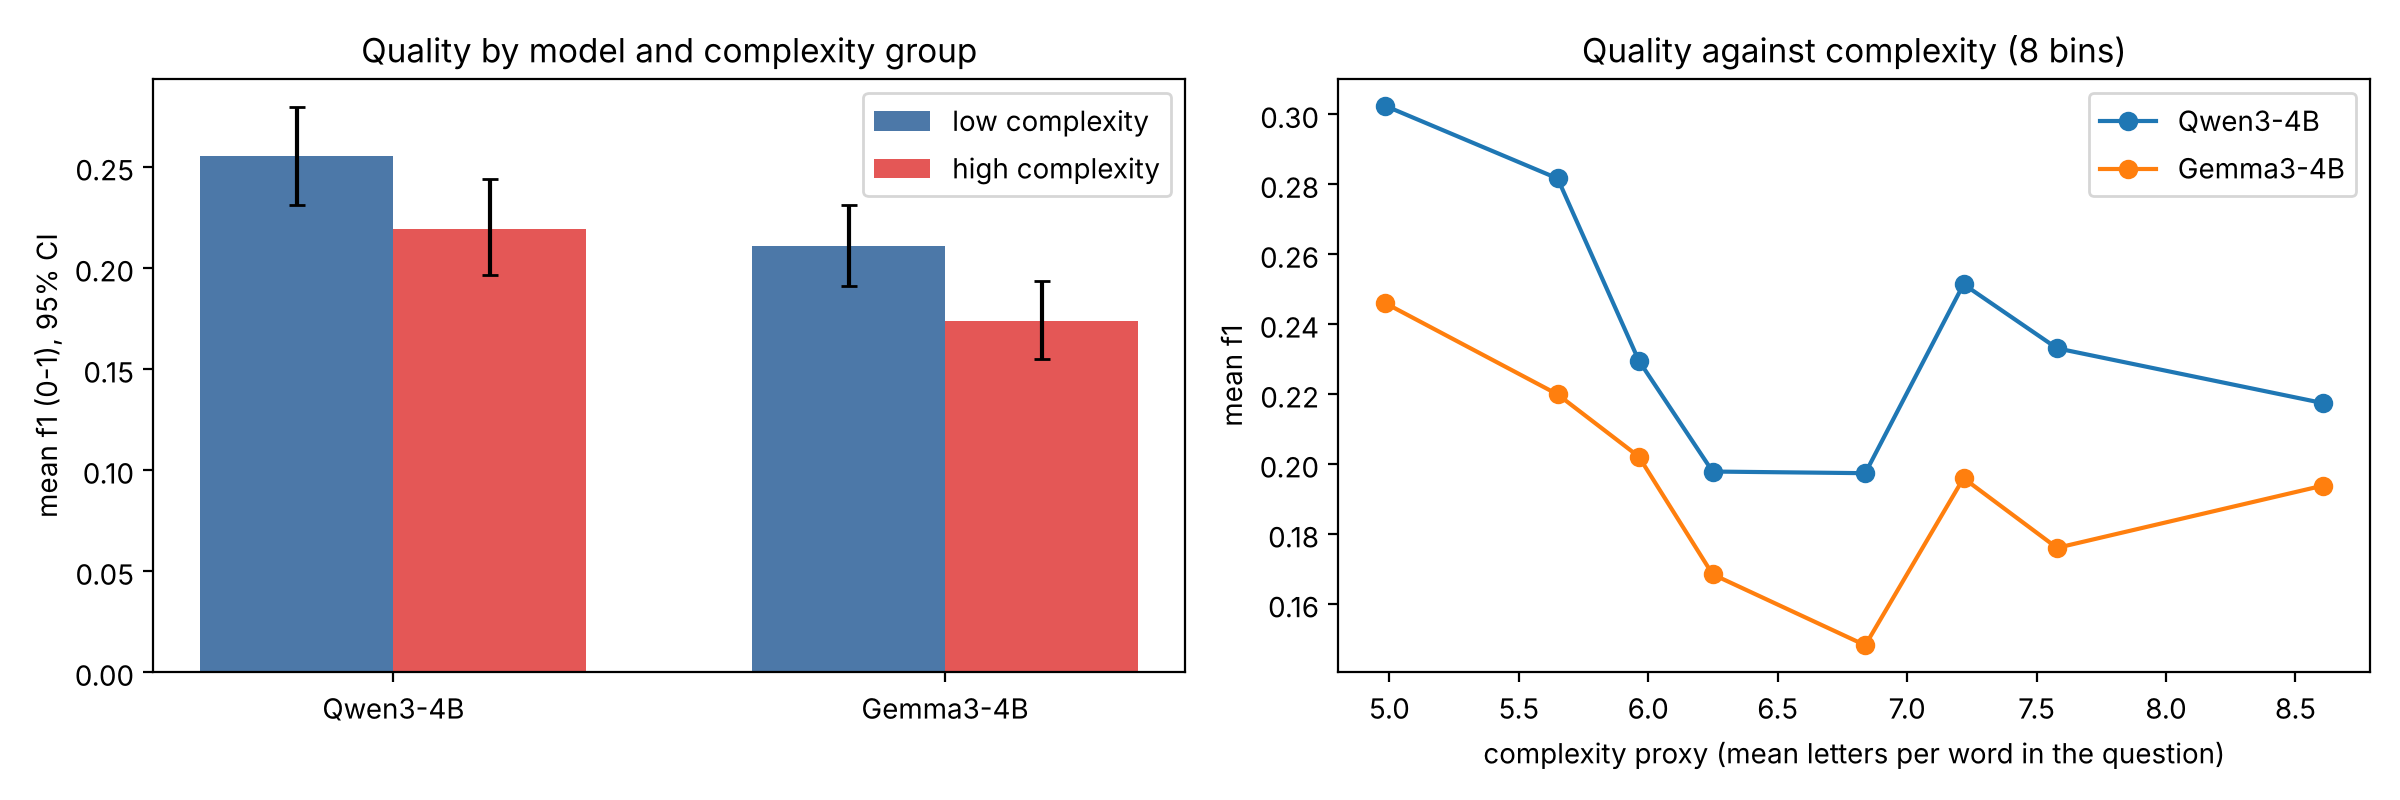 Quality by model and complexity group
mean f1 (0-1), 95% CI
0.25
0.20
0.15
0.10
0.05
0.00
low complexity
high complexity
Qwen3-4B
Gemma3-4B
Quality against complexity (8 bins)
mean f1
0.30
0.28
0.26
0.24
0.22
0.20
0.18
0.16
Qwen3-4B
Gemma3-4B
5.0 5.5 6.0 6.5 7.0 7.5 8.0 8.5
complexity proxy (mean letters per word in the question)